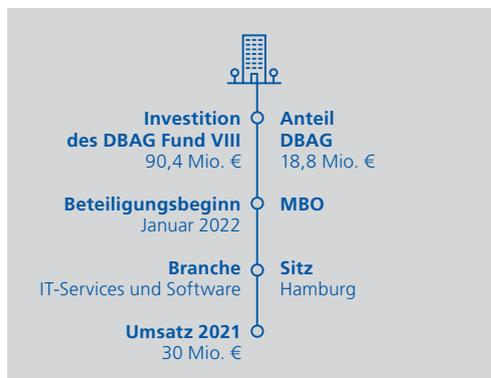 Investition
des DBAG Fund VIII
90,4 Mio. €
Anteil
DBAG
18,8 Mio. €
Beteiligungsbeginn
Januar 2022
MBO
Branche
IT-Services und Software
Sitz
Hamburg
Umsatz 2021
30 Mio. €